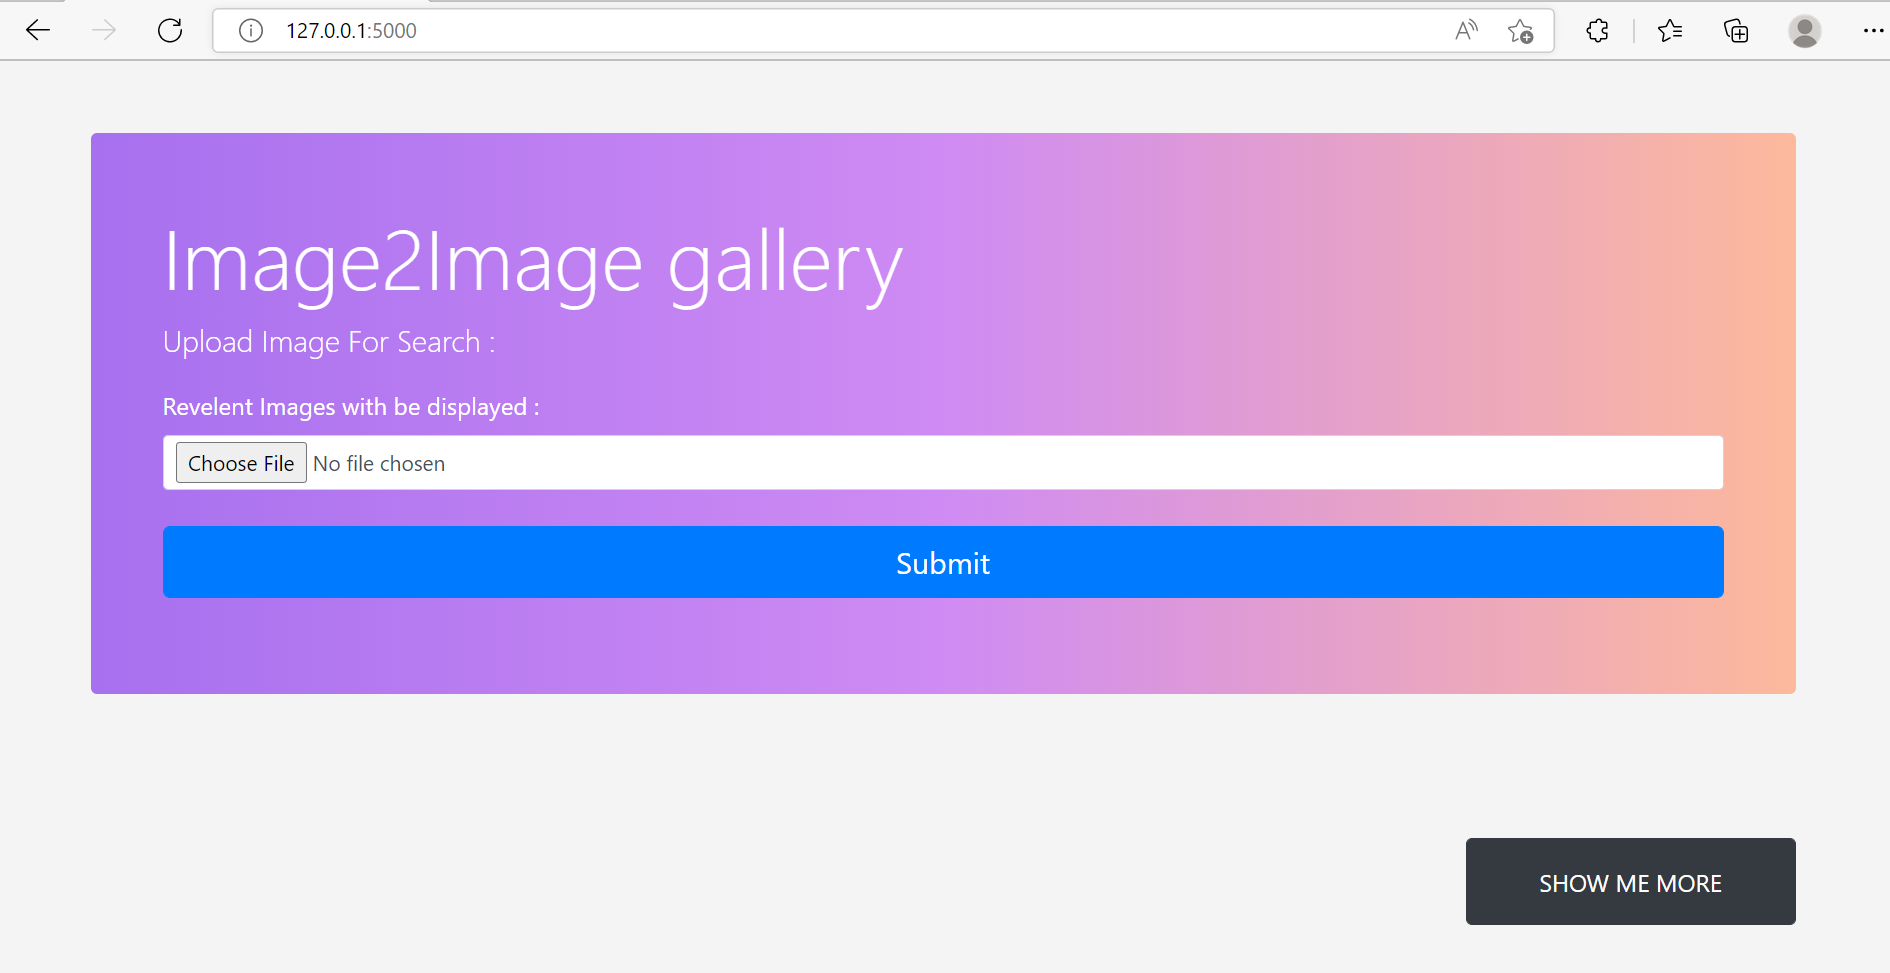 127.0.0.1:5000
Image2Image gallery
Upload Image For Search :
Revelent Images with be displayed :
Choose File No file chosen
Submit
SHOW ME MORE